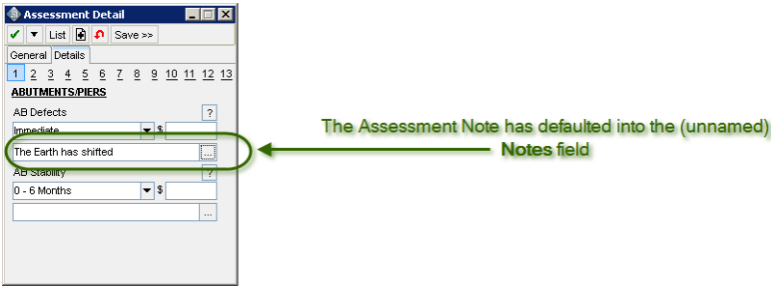 Assessment Detail
List Save >>
General Details
1 2 3 4 5 6 7 8 9 10 11 12 13
ABUTMENTS/PIERS
AB Defects ?
Immediate $
The Earth has shifted ...
AB Stability ?
0 - 6 Months $
...
The Assessment Note has defaulted into the (unnamed)
Notes field